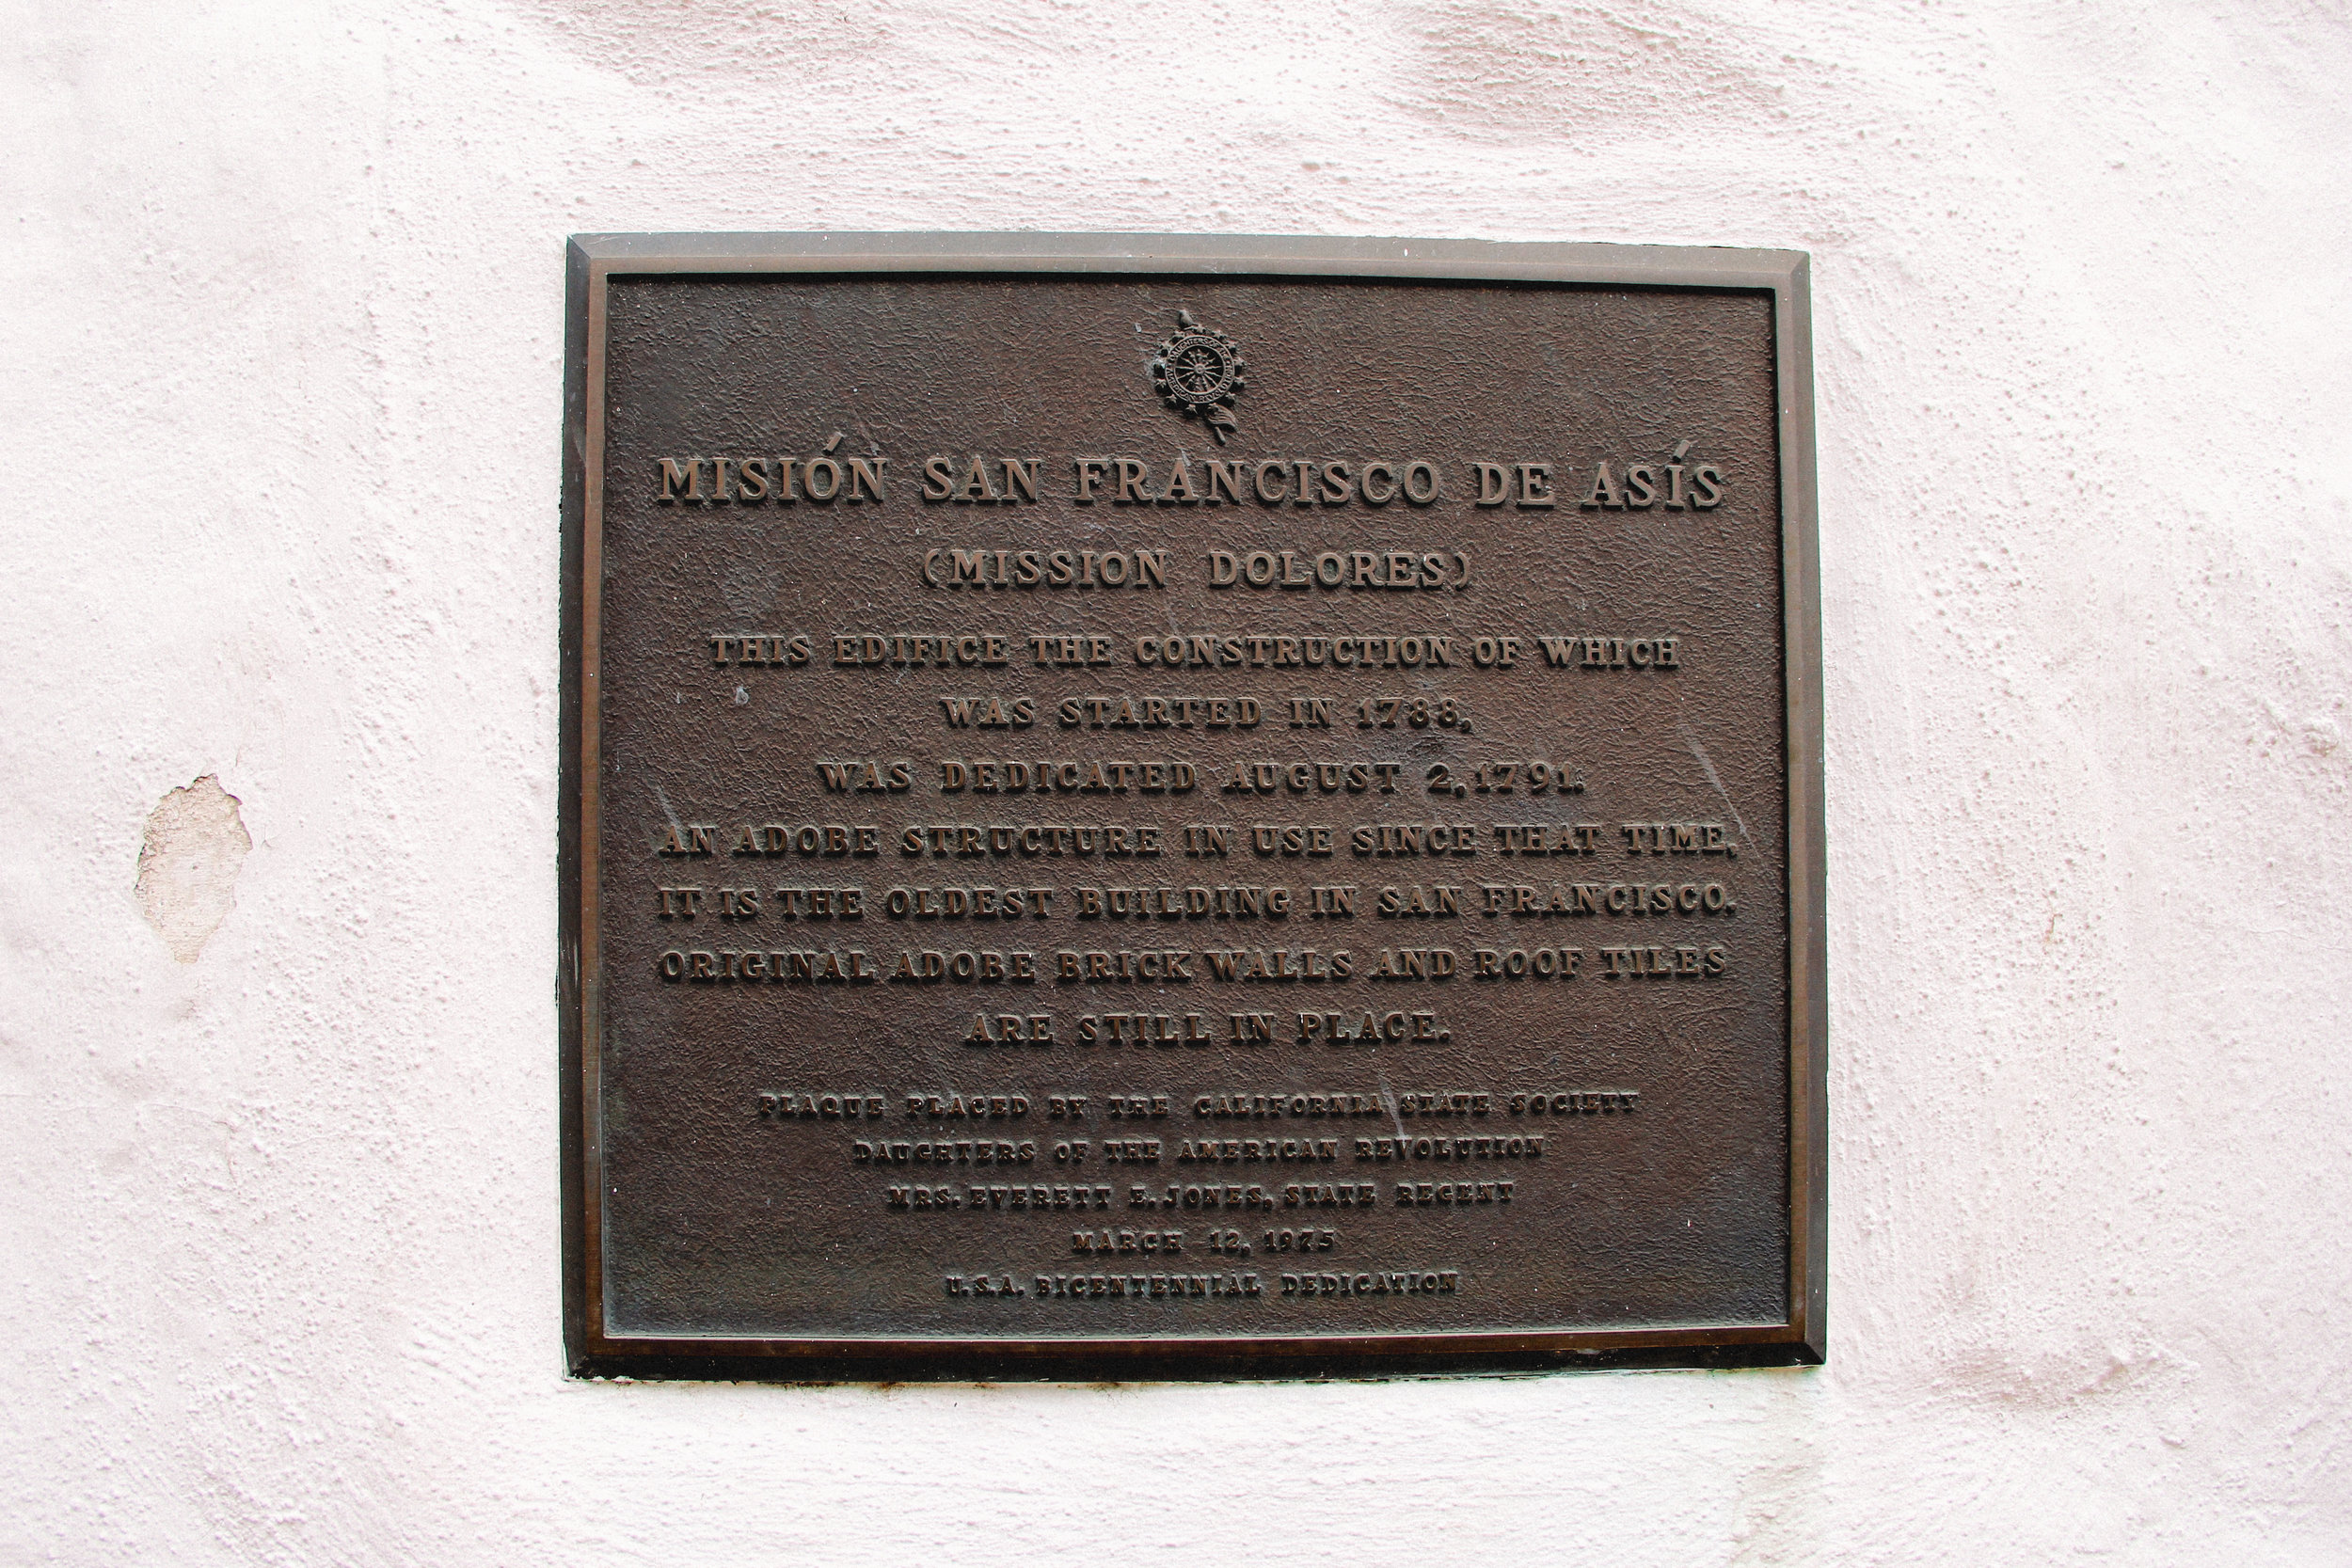 MISIÓN SAN FRANCISCO DE ASÍS
(MISSION DOLORES)
THIS EDIFICE THE CONSTRUCTION OF WHICH
WAS STARTED IN 1788,
WAS DEDICATED AUGUST 2, 1791.
AN ADOBE STRUCTURE IN USE SINCE THAT TIME,
IT IS THE OLDEST BUILDING IN SAN FRANCISCO.
ORIGINAL ADOBE BRICK WALLS AND ROOF TILES
ARE STILL IN PLACE.
PLAQUE PLACED BY THE CALIFORNIA STATE SOCIETY
DAUGHTERS OF THE AMERICAN REVOLUTION
MRS. EVERETT E. JONES, STATE REGENT
MARCH 12, 1975
U.S.A. BICENTENNIAL DEDICATION